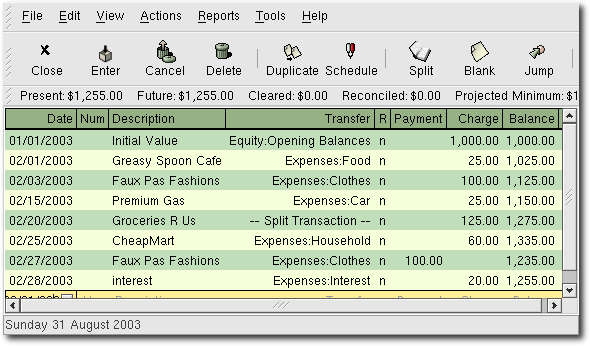 File Edit View Actions Reports Tools Help
Close Enter Cancel Delete Duplicate Schedule Split Blank Jump
Present: $1,255.00 Future: $1,255.00 Cleared: $0.00 Reconciled: $0.00 Projected Minimum: $1
Date Num Description Transfer R Payment Charge Balance
01/01/2003 Initial Value Equity:Opening Balances n 1,000.00 1,000.00
02/01/2003 Greasy Spoon Cafe Expenses:Food n 25.00 1,025.00
02/03/2003 Faux Pas Fashions Expenses:Clothes n 100.00 1,125.00
02/15/2003 Premium Gas Expenses:Car n 25.00 1,150.00
02/20/2003 Groceries R Us -- Split Transaction -- n 125.00 1,275.00
02/25/2003 CheapMart Expenses:Household n 60.00 1,335.00
02/27/2003 Faux Pas Fashions Expenses:Clothes n 100.00 1,235.00
02/28/2003 interest Expenses:Interest n 20.00 1,255.00
Sunday 31 August 2003